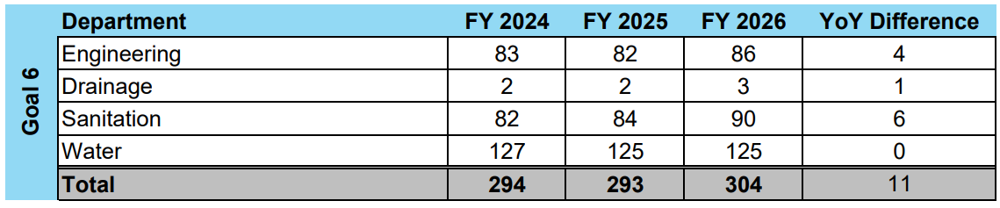 Goal 6
Department FY 2024 FY 2025 FY 2026 YoY Difference
Engineering 83 82 86 4
Drainage 2 2 3 1
Sanitation 82 84 90 6
Water 127 125 125 0
Total 294 293 304 11